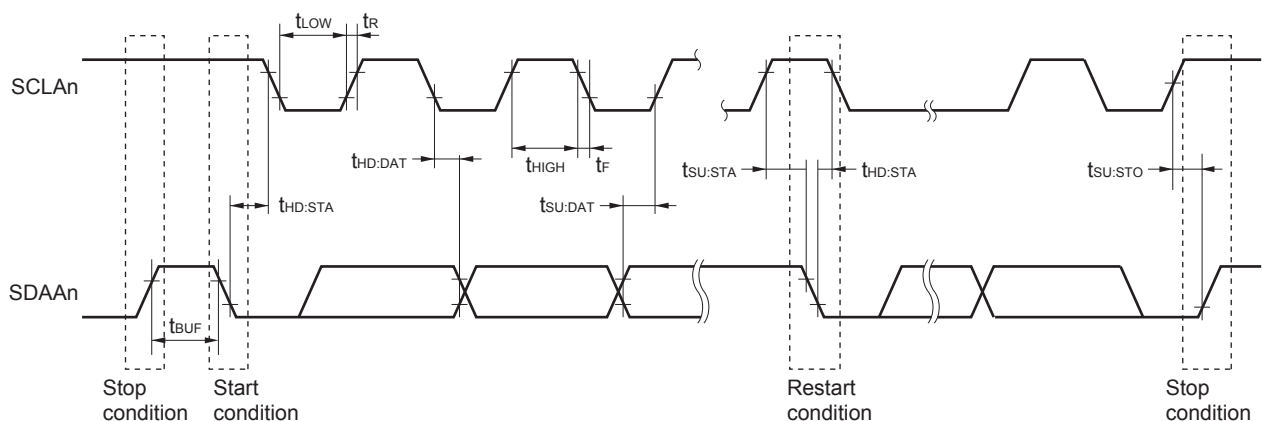 tLOW tR
SCLAn
tHD:DAT tHIGH tF tSU:STA tHD:STA tSU:STO
tHD:STA tSU:DAT
SDAAn
tBUF
Stop condition
Start condition
Restart condition
Stop condition